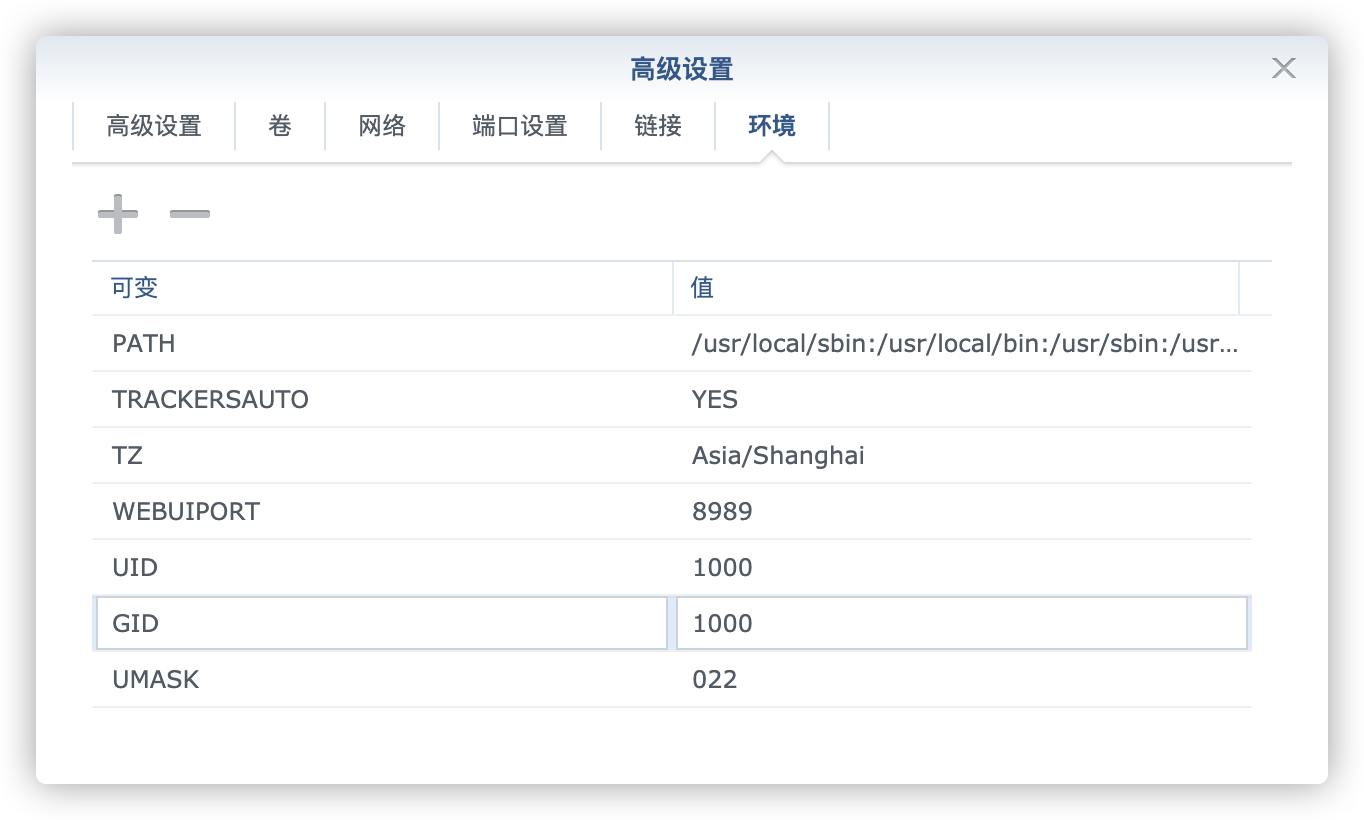 高级设置
高级设置 卷 网络 端口设置 链接 环境
可变 值
PATH /usr/local/sbin:/usr/local/bin:/usr/sbin:/usr...
TRACKERSAUTO YES
TZ Asia/Shanghai
WEBUIPORT 8989
UID 1000
GID 1000
UMASK 022